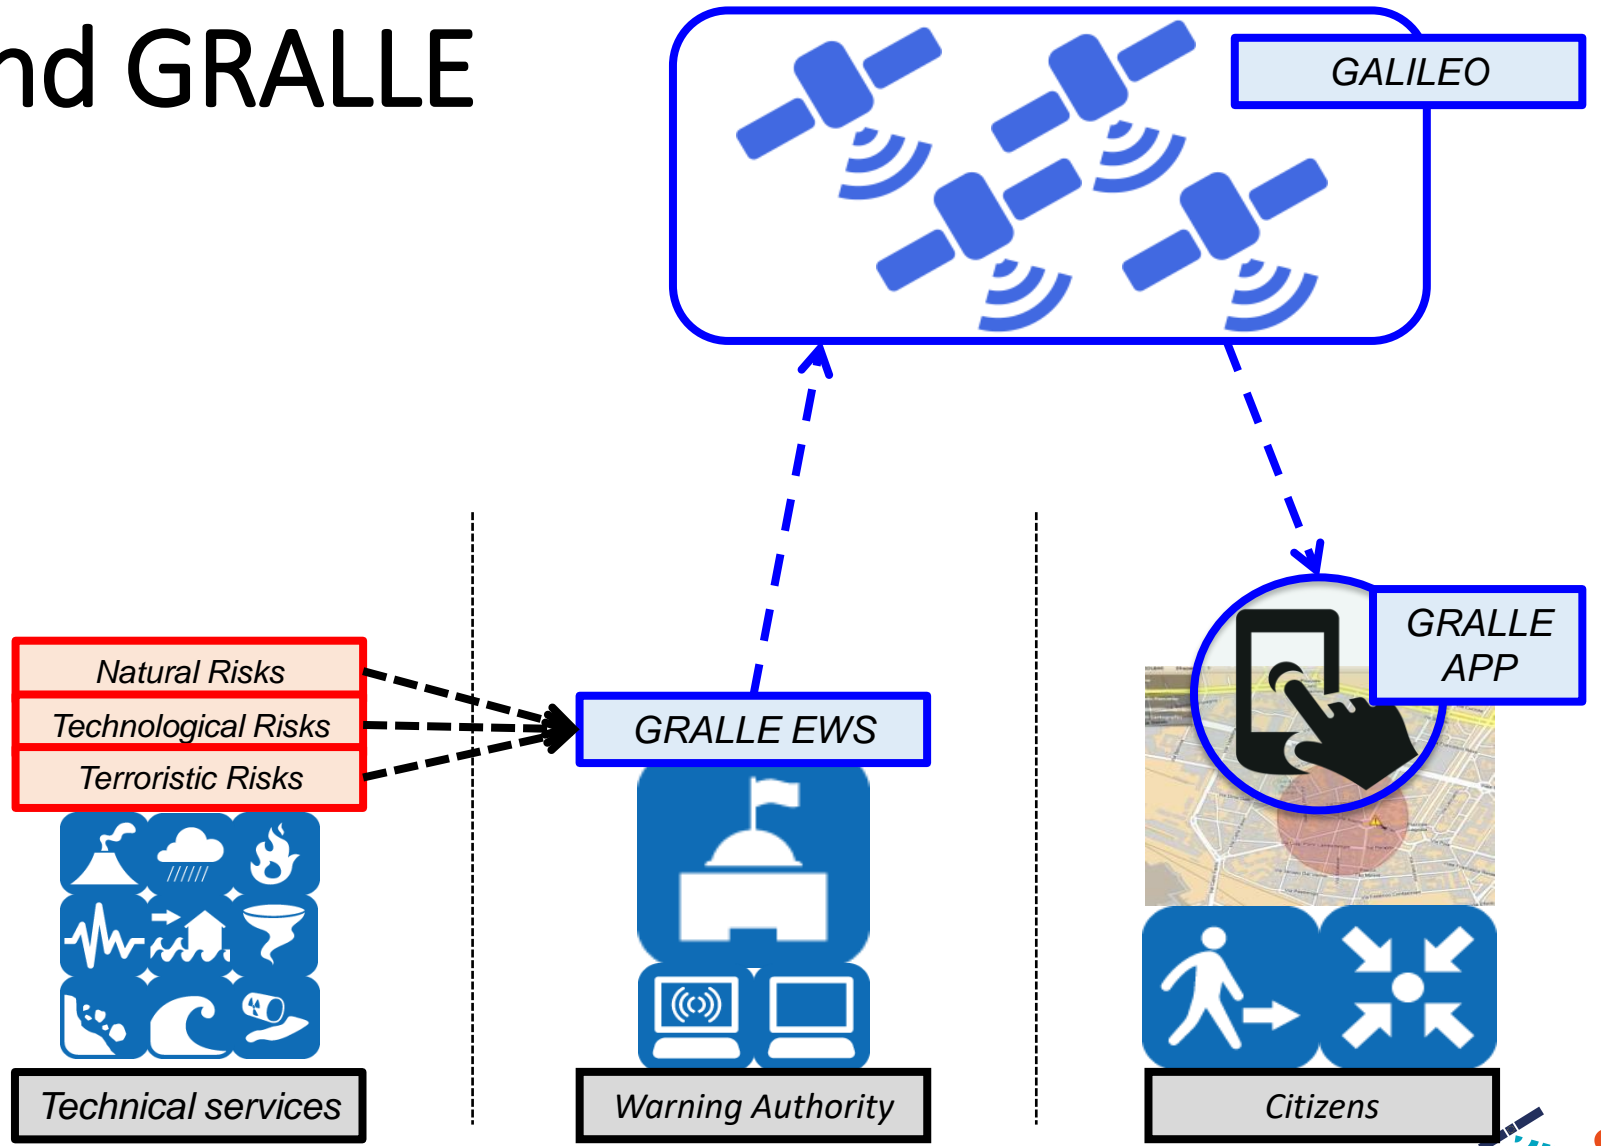 nd GRALLE
GALILEO
GRALLE
APP
Natural Risks
Technological Risks
Terroristic Risks
GRALLE EWS
Technical services
Warning Authority
Citizens